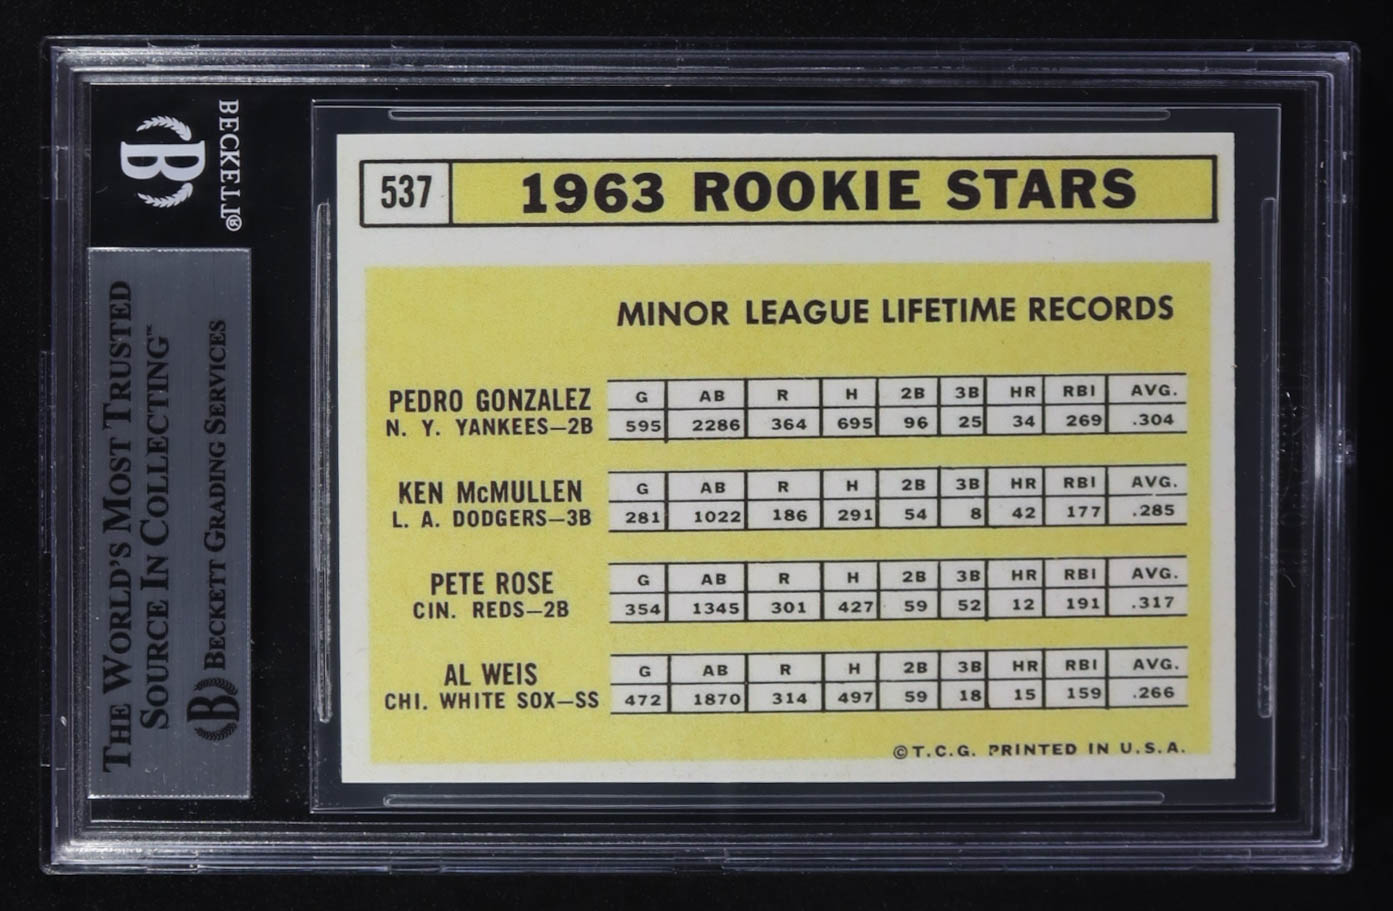 BECKETT®
B
THE WORLD'S MOST TRUSTED
SOURCE IN COLLECTING™
B BECKETT GRADING SERVICES
537 1963 ROOKIE STARS
MINOR LEAGUE LIFETIME RECORDS
PEDRO GONZALEZ G AB R H 2B 3B HR RBI AVG.
N. Y. YANKEES—2B 595 2286 364 695 96 25 34 269 .304
KEN McMULLEN G AB R H 2B 3B HR RBI AVG.
L. A. DODGERS—3B 281 1022 186 291 54 8 42 177 .285
PETE ROSE G AB R H 2B 3B HR RBI AVG.
CIN. REDS—2B 354 1345 301 427 59 52 12 191 .317
AL WEIS G AB R H 2B 3B HR RBI AVG.
CHI. WHITE SOX—SS 472 1870 314 497 59 18 15 159 .266
©T.C.G. PRINTED IN U.S.A.